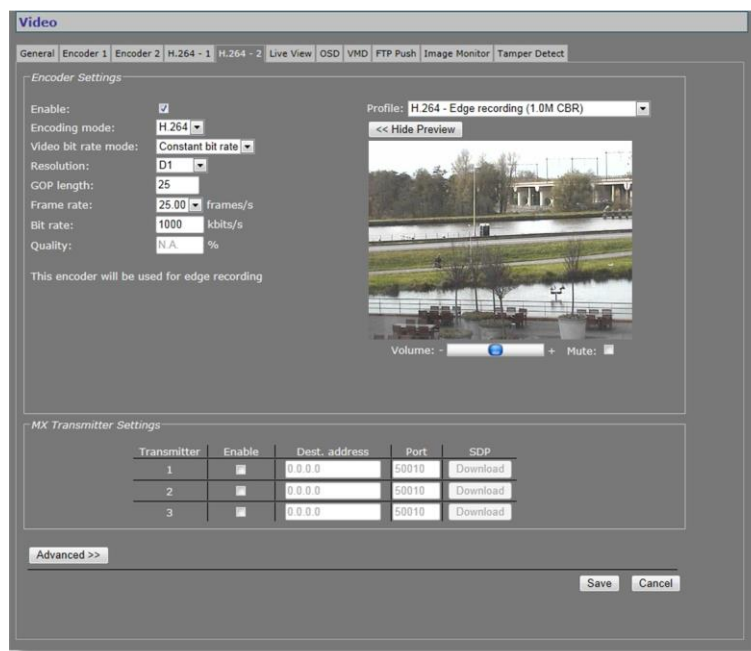 Video
General Encoder 1 Encoder 2 H.264 - 1 H.264 - 2 Live View OSD VMD FTP Push Image Monitor Tamper Detect
Encoder Settings
Enable:
Profile: H.264 - Edge recording (1.0M CBR)
Encoding mode: H.264
<< Hide Preview
Video bit rate mode: Constant bit rate
Resolution: D1
GOP length: 25
Frame rate: 25.00 frames/s
Bit rate: 1000 kbits/s
Quality: N.A. %
This encoder will be used for edge recording
Volume: - + Mute:
MX Transmitter Settings
Transmitter Enable Dest. address Port SDP
1 0.0.0.0 50010 Download
2 0.0.0.0 50010 Download
3 0.0.0.0 50010 Download
Advanced >>
Save Cancel